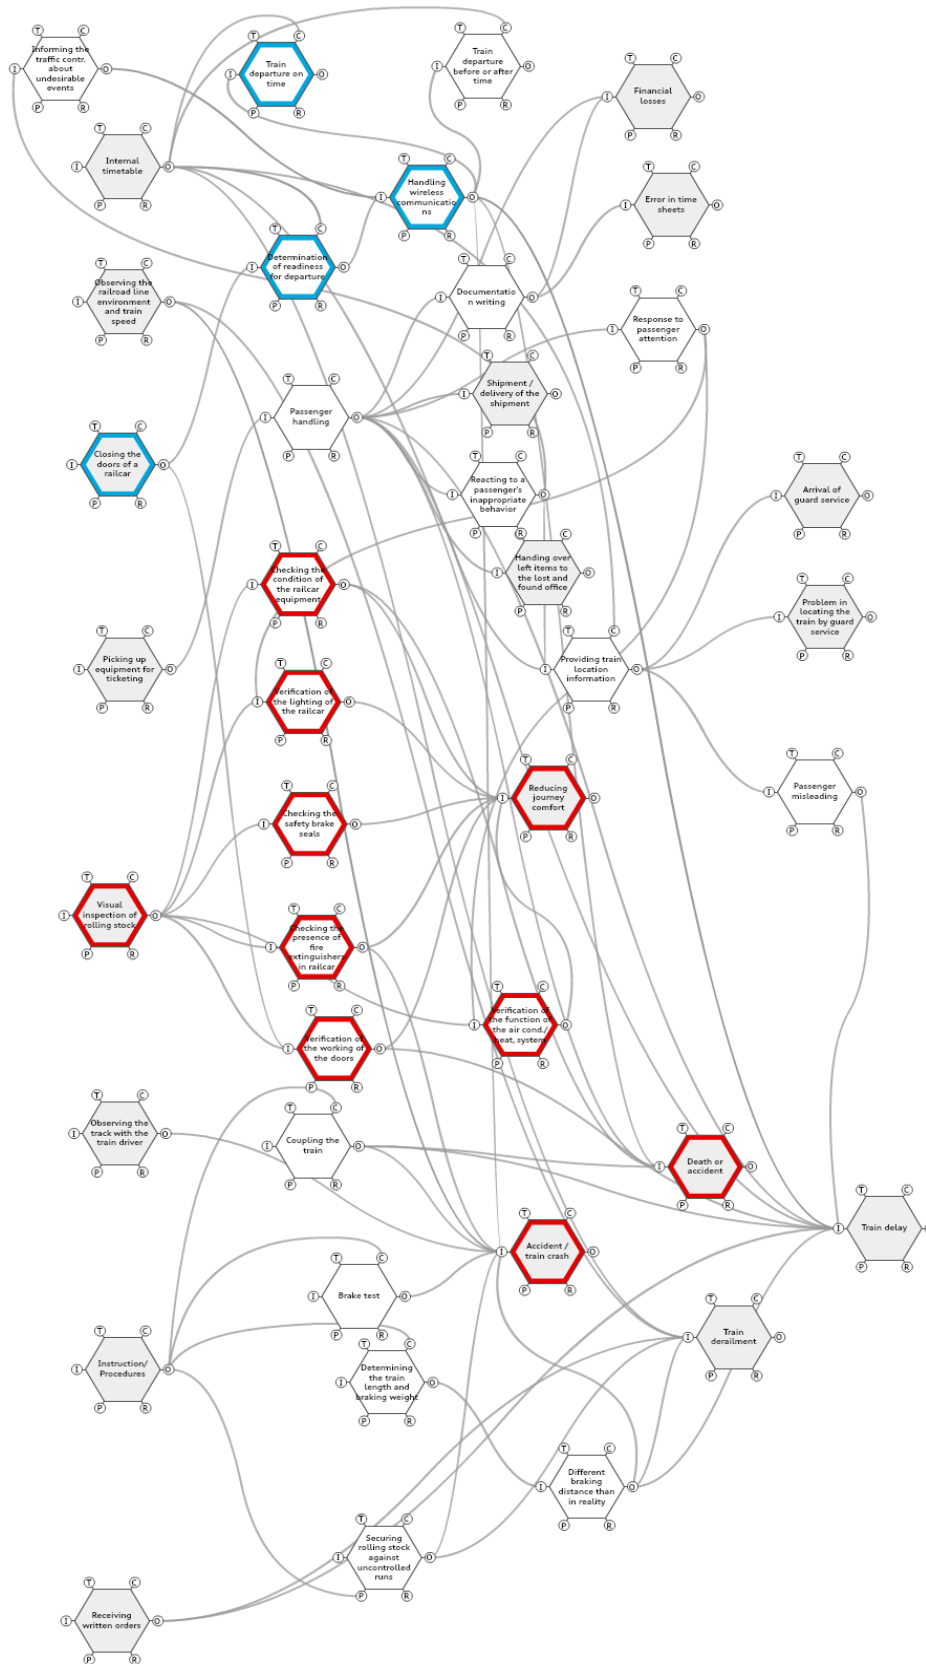 Informing the
traffic contr.
about
undesirable
events
Train
departure on
time
Train
departure
before or after
time
Financial
losses
Internal
timetable
Handling
wireless
communicatio
ns
Error in time
sheets
Determination
of readiness
for departure
Observing the
railroad line
environment
and train
speed
Documentatio
n writing
Response to
passenger
attention
Shipment /
delivery of the
shipment
Passenger
handling
Closing the
doors of a
railcar
Reacting to a
passenger's
inappropriate
behavior
Arrival of
guard service
Checking the
condition of
the railcar
equipment
Handing over
left items to
the lost and
found office
Problem in
locating the
train by guard
service
Picking up
equipment for
ticketing
Providing train
location
information
Verification of
the lighting of
the railcar
Reducing
journey
comfort
Passenger
misleading
Checking the
safety brake
seals
Visual
inspection of
rolling stock
Checking the
presence of
fire
extinguishers
in railcar
Verification of
the function of
the air cond./
heat, system
Verification of
the working of
the doors
Observing the
track with the
train driver
Coupling the
train
Death or
accident
Train delay
Accident /
train crash
Brake test
Train
derailment
Instruction/
Procedures
Determining
the train
length and
braking weight
Different
braking
distance than
in reality
Securing
rolling stock
against
uncontrolled
runs
Receiving
written orders